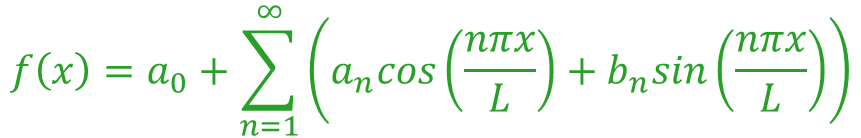 f(x) = a₀ + ∑_{n=1}^{∞} (aₙcos(nπx/L) + bₙsin(nπx/L))